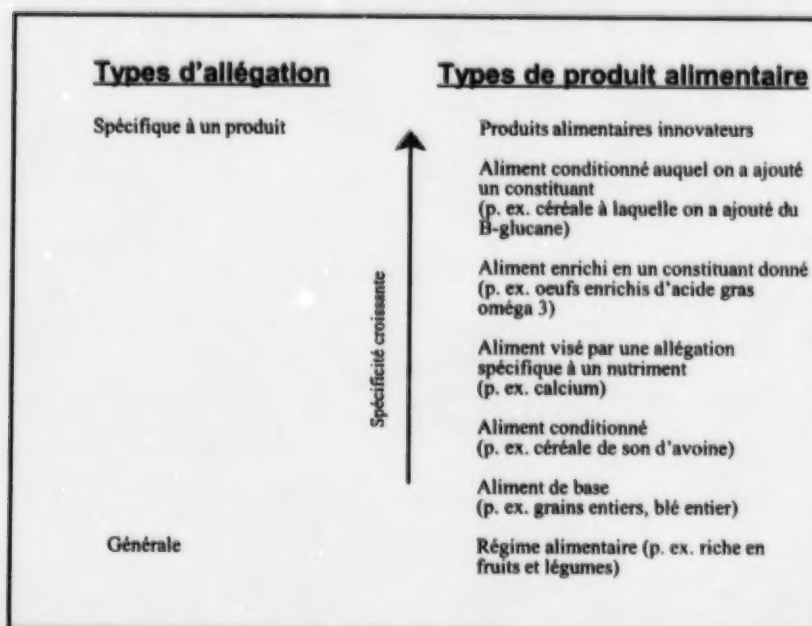 Types d'allégation
Types de produit alimentaire
Spécifique à un produit
Produits alimentaires innovateurs
Aliment conditionné auquel on a ajouté
un constituant
(p. ex. céréale à laquelle on a ajouté du
B-glucane)
Aliment enrichi en un constituant donné
(p. ex. oeufs enrichis d'acide gras
oméga 3)
Spécificité croissante
Aliment visé par une allégation
spécifique à un nutriment
(p. ex. calcium)
Aliment conditionné
(p. ex. céréale de son d'avoine)
Aliment de base
(p. ex. grains entiers, blé entier)
Générale
Régime alimentaire (p. ex. riche en
fruits et légumes)